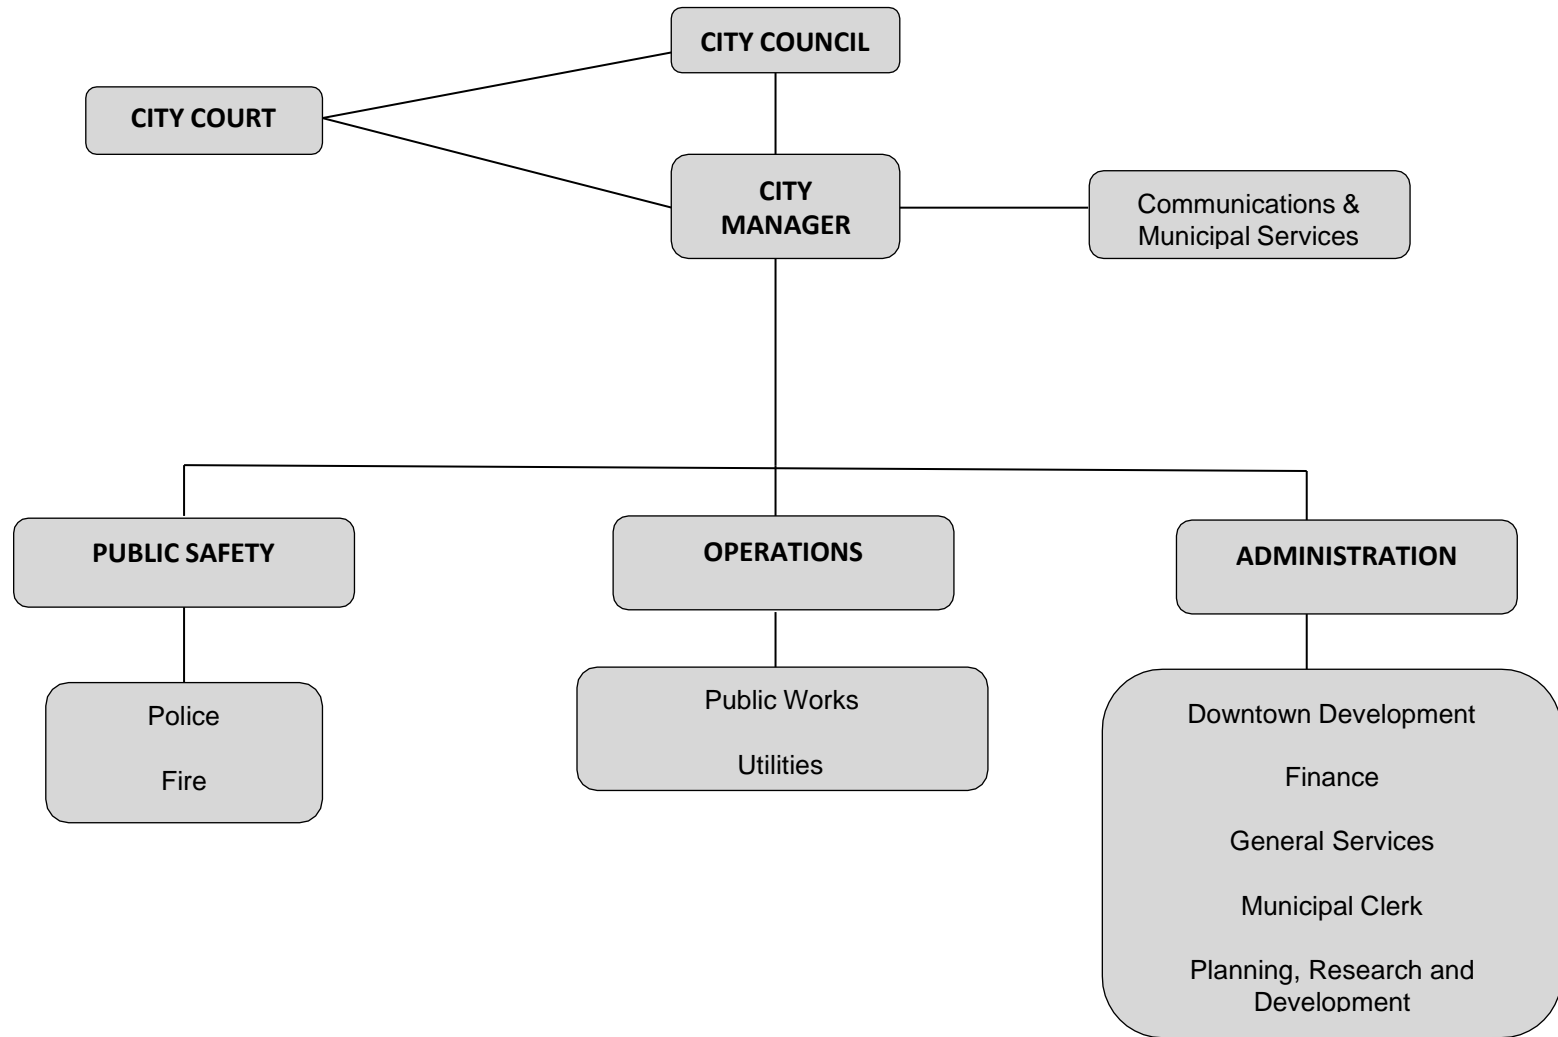 CITY COUNCIL
CITY COURT
CITY
MANAGER
Communications &
Municipal Services
PUBLIC SAFETY
OPERATIONS
ADMINISTRATION
Police
Fire
Public Works
Utilities
Downtown Development
Finance
General Services
Municipal Clerk
Planning, Research and
Development